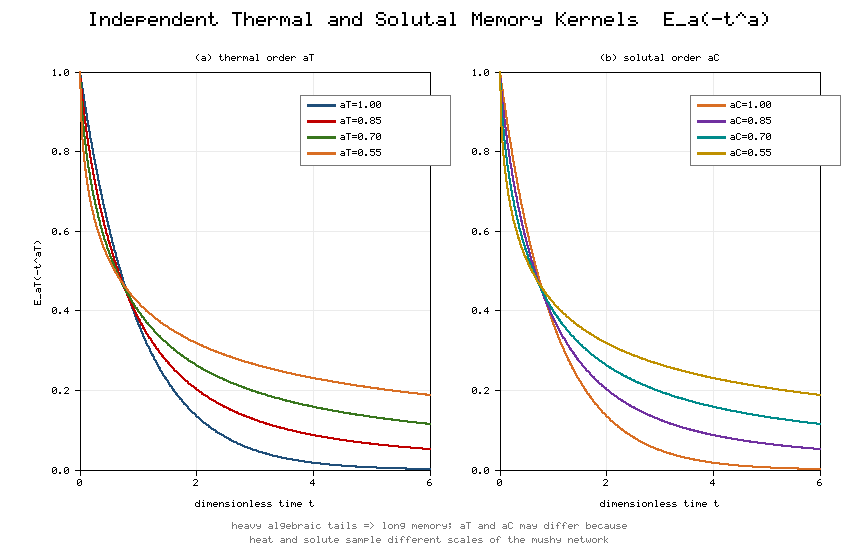 Independent Thermal and Solutal Memory Kernels  E_a(-t^a)
(a) thermal order aT
(b) solutal order aC
1.0
0.8
0.6
0.4
0.2
0.0
E_aT(-t^aT)
aT=1.00
aT=0.85
aT=0.70
aT=0.55
0
2
4
6
dimensionless time t
1.0
0.8
0.6
0.4
0.2
0.0
aC=1.00
aC=0.85
aC=0.70
aC=0.55
0
2
4
6
dimensionless time t
heavy algebraic tails => long memory; aT and aC may differ because
heat and solute sample different scales of the mushy network